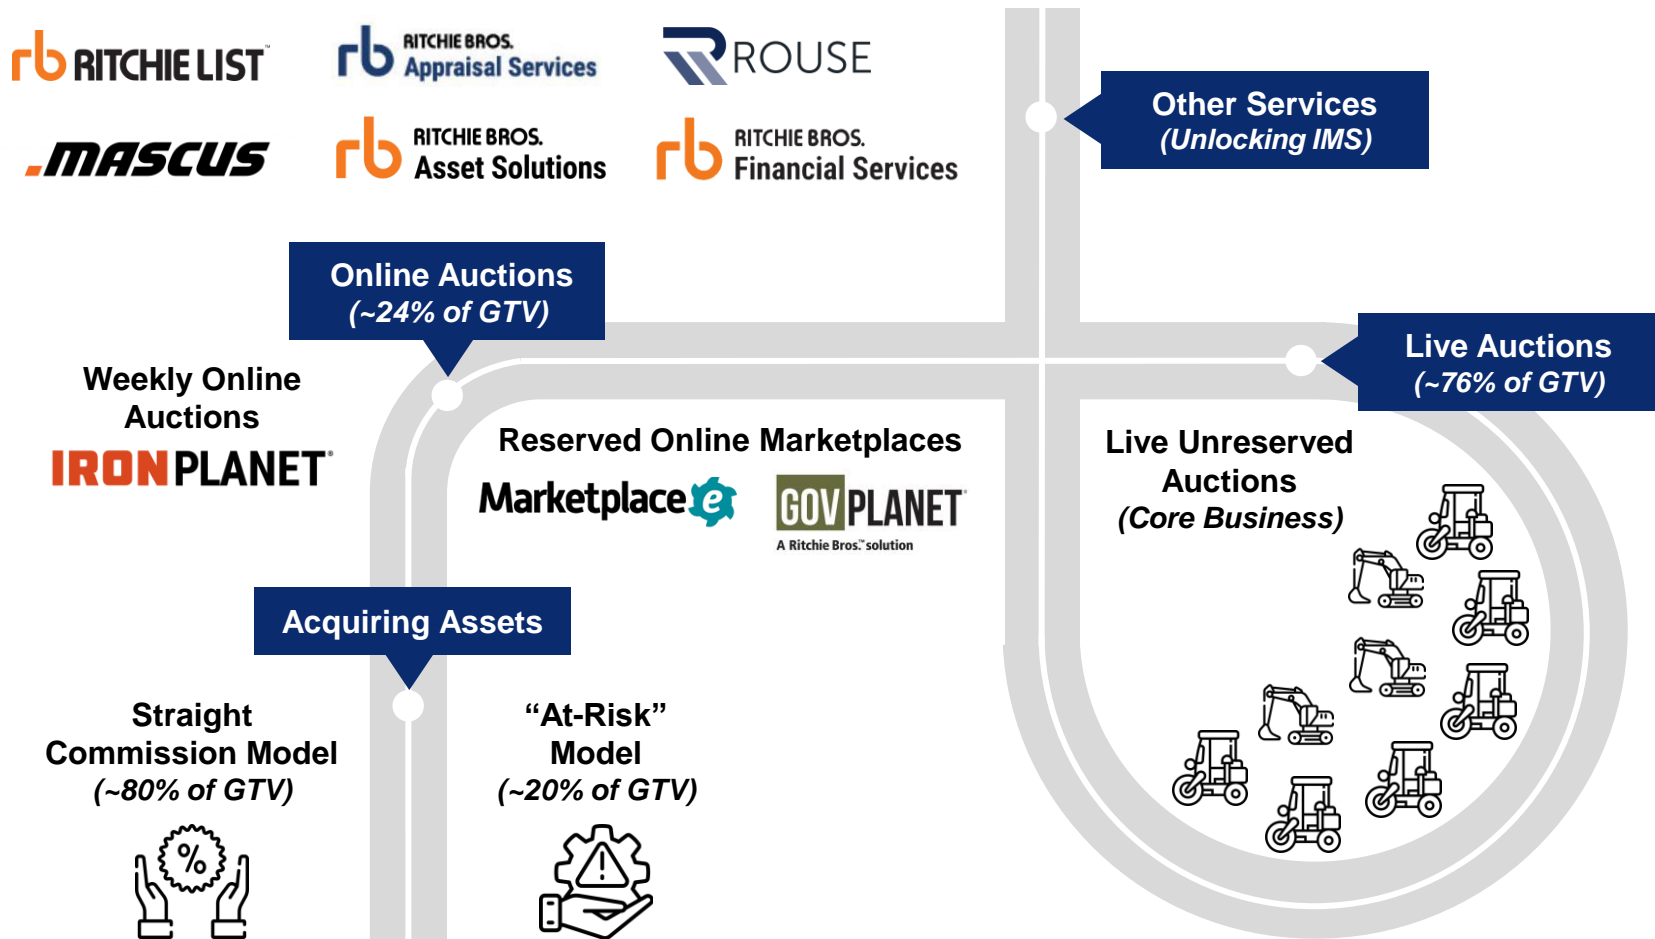 rb RITCHIE LIST™
rb RITCHIE BROS.
Appraisal Services
ROUSE
.MASCUS
rb RITCHIE BROS.
Asset Solutions
rb RITCHIE BROS.
Financial Services
Other Services
(Unlocking IMS)
Online Auctions
(~24% of GTV)
Live Auctions
(~76% of GTV)
Weekly Online
Auctions
IRONPLANET®
Reserved Online Marketplaces
Marketplace e
GOVPLANET®
A Ritchie Bros.™ solution
Live Unreserved
Auctions
(Core Business)
Acquiring Assets
Straight
Commission Model
(~80% of GTV)
%
“At-Risk”
Model
(~20% of GTV)
!